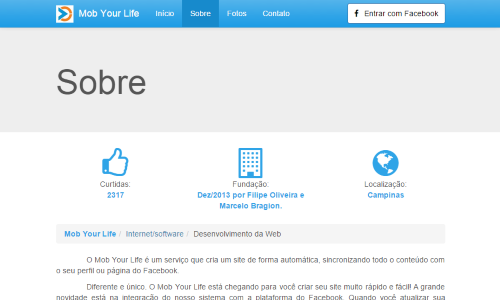 Mob Your Life Início Sobre Fotos Contato Entrar com Facebook
Sobre
Curtidas: Fundação: Localização:
2317 Dez/2013 por Filipe Oliveira e Campinas
Marcelo Bragion.
Mob Your Life / Internet/software / Desenvolvimento da Web
O Mob Your Life é um serviço que cria um site de forma automática, sincronizando todo o conteúdo com
o seu perfil ou página do Facebook.
Diferente e único. O Mob Your Life está chegando para você criar seu site muito rápido e fácil! A grande
novidade está na integração do nosso sistema com a plataforma do Facebook. Quando você atualizar sua